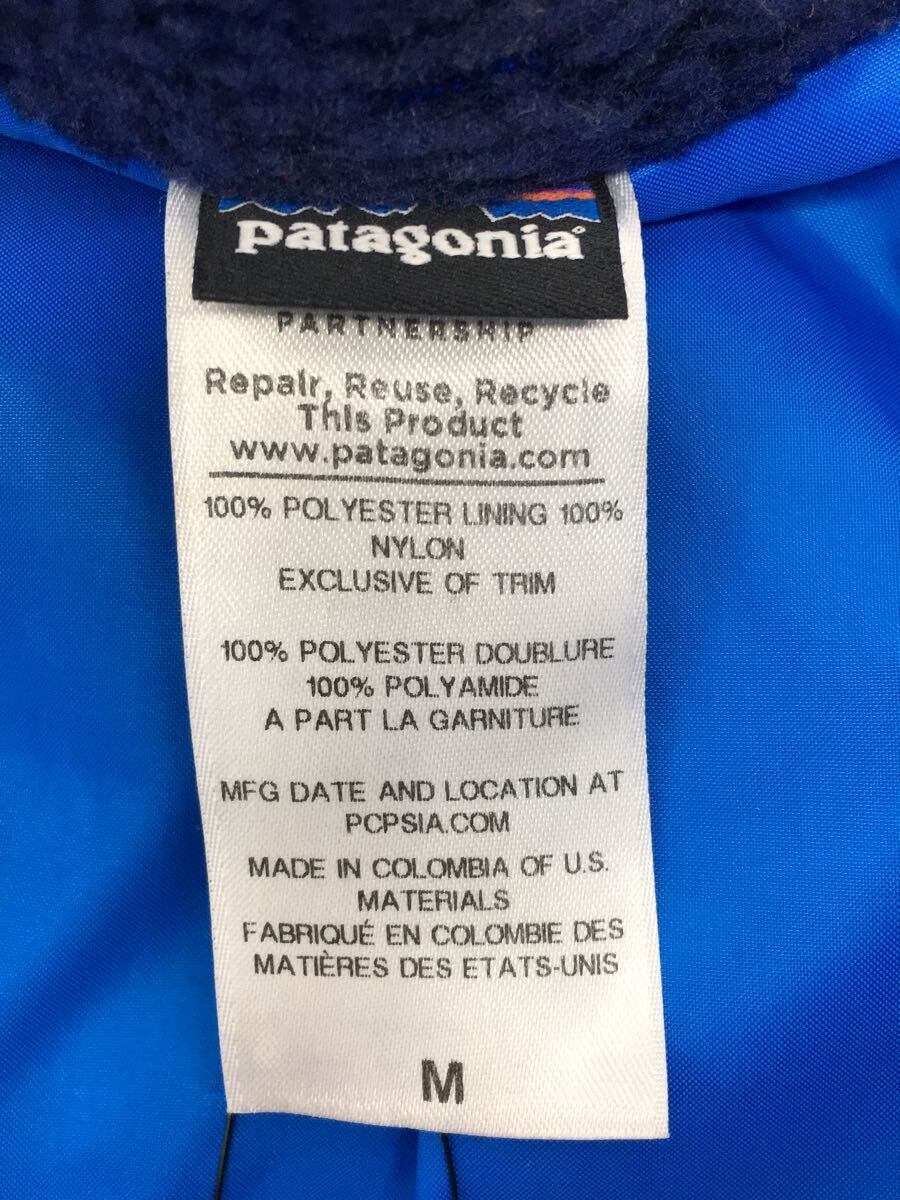 patagonia®
PARTNERSHIP
Repair, Reuse, Recycle
This Product
www.patagonia.com
100% POLYESTER LINING 100%
NYLON
EXCLUSIVE OF TRIM
100% POLYESTER DOUBLURE
100% POLYAMIDE
A PART LA GARNITURE
MFG DATE AND LOCATION AT
PCPSIA.COM
MADE IN COLOMBIA OF U.S.
MATERIALS
FABRIQUÉ EN COLOMBIE DES
MATIÈRES DES ETATS-UNIS
M